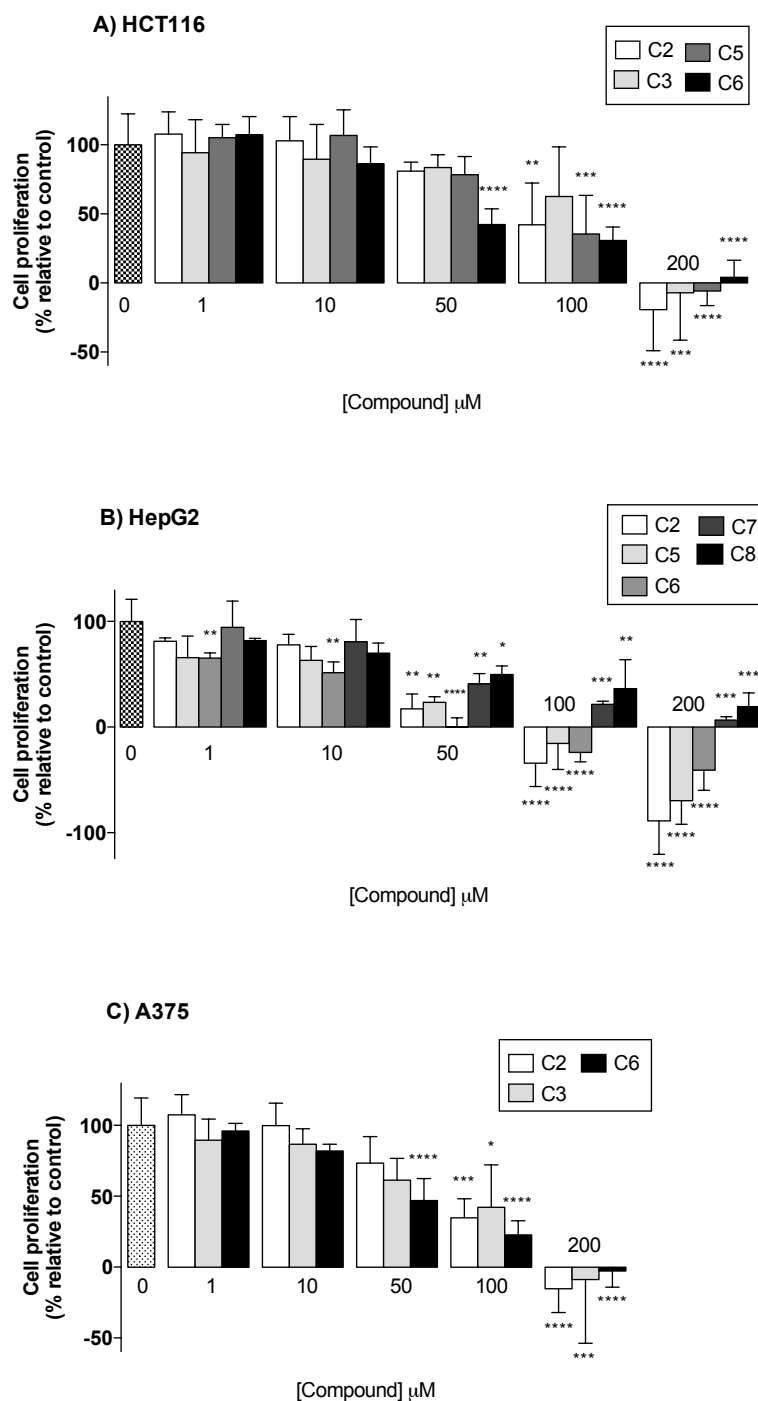 A) HCT116
C2 C5
C3 C6
Cell proliferation
(% relative to control)
100
50
0
-50
** *** ****
****
****
200
0 1 10 50 100
**** *** ****
[Compound] μM
B) HepG2
C2 C7
C5 C8
C6
Cell proliferation
(% relative to control)
100
0
-100
** ** ** ** **** ** *
*** **
*** ***
100 200
0 1 10 50
**** **** ****
**** **** ****
[Compound] μM
C) A375
C2 C6
C3
Cell proliferation
(% relative to control)
100
50
0
-50
**** *** * ****
200
0 1 10 50 100
**** *** ****
[Compound] μM